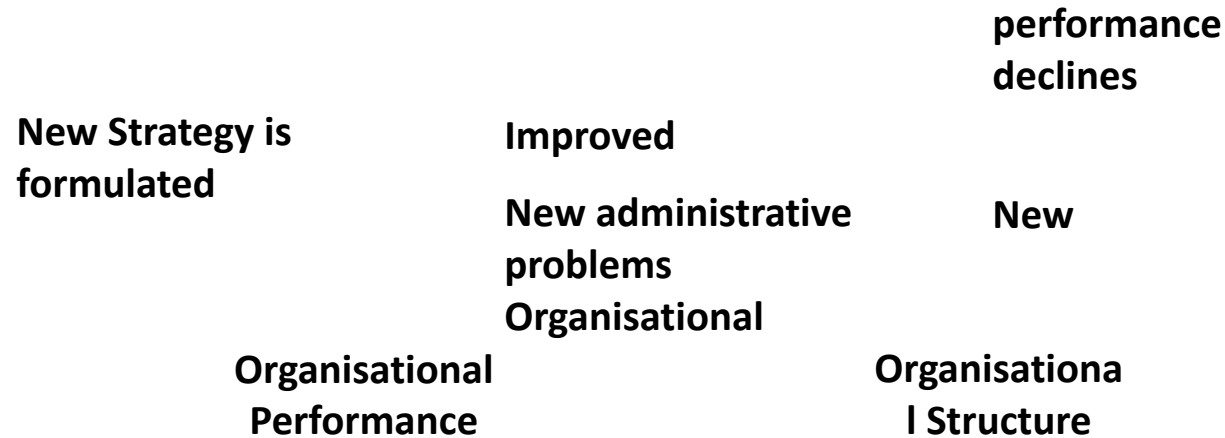 performance
declines
New Strategy is
formulated
Improved
New administrative
problems
Organisational
New
Organisational
Performance
Organisationa
l Structure